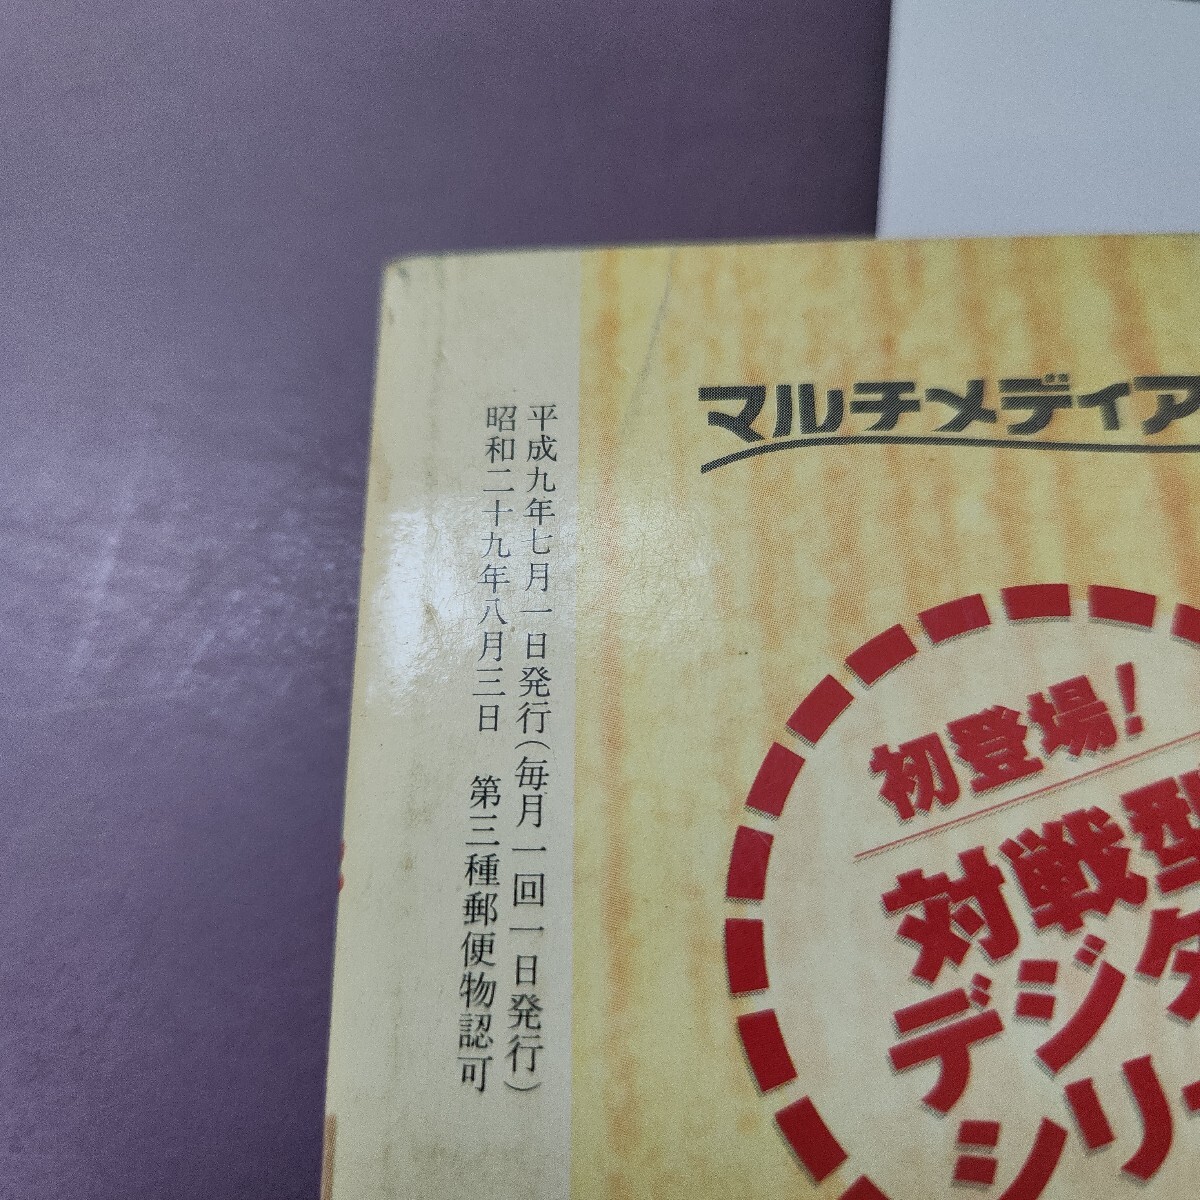 平成九年七月一日発行(毎月一回一日発行)
昭和二十九年八月三日 第三種郵便物認可
マルチメディア
初登場!
対戦型
デジタ
シリー